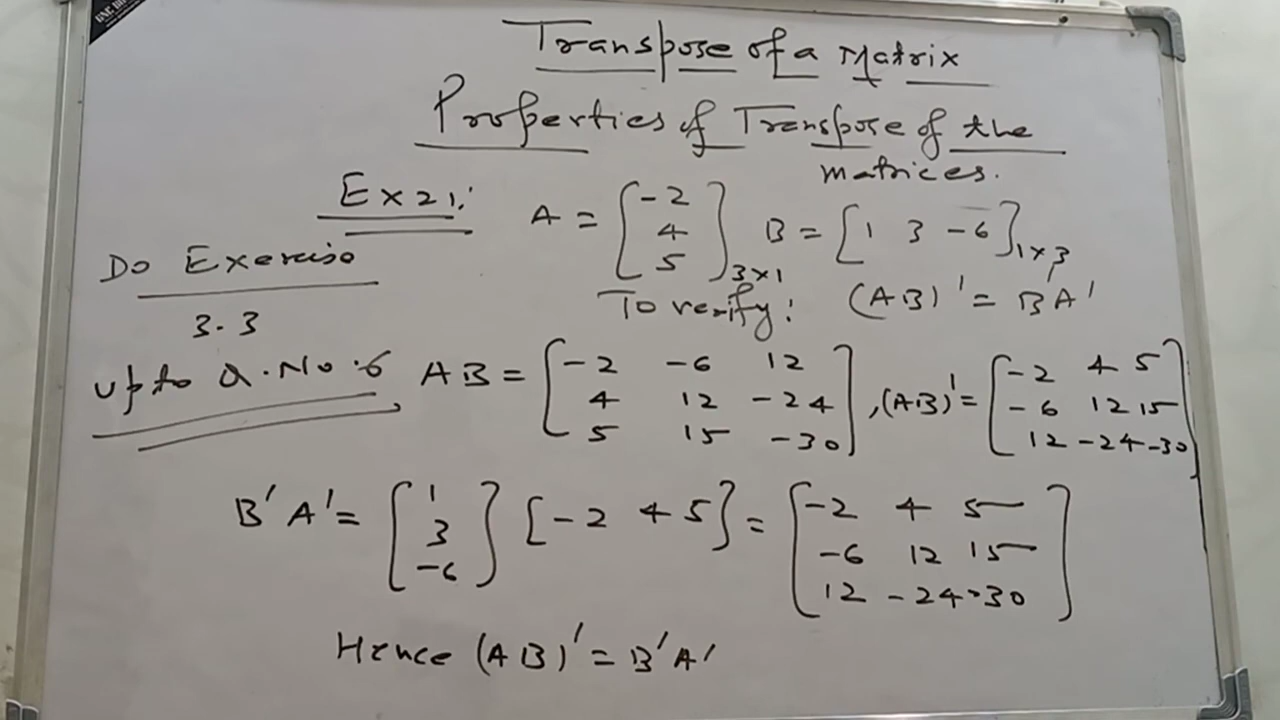 Transpose of a Matrix
Properties of Transpose of the
matrices.
Ex 21:
A = [-2 4 5]3×1 B = [1 3 -6]1×3
Do Exercise
3.3
upto Q.No.6
To verify: (AB)' = B'A'
AB = [-2 -6 12
4 12 -24
5 15 -30], (AB)' = [-2 4 5
-6 12 15
12 -24 -30]
B'A' = [1 3 -6] [-2 4 5] = [-2 4 5
-6 12 15
12 -24 -30]
Hence (AB)' = B'A'